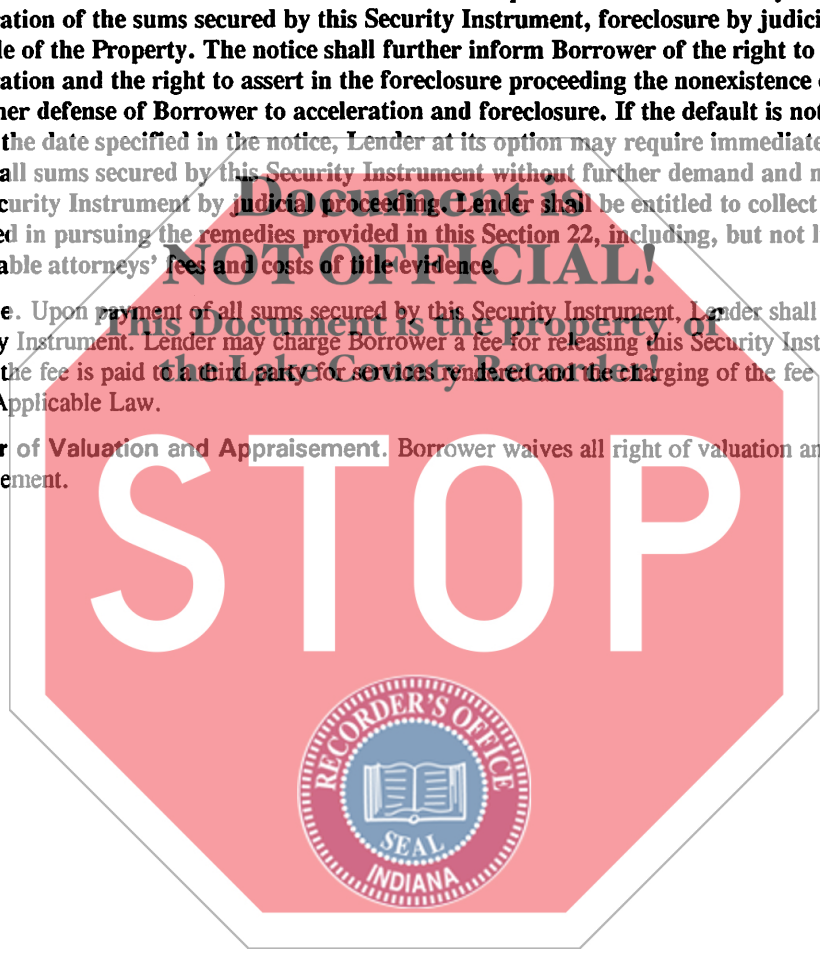 ation of the sums secured by this Security Instrument, foreclosure by judici
le of the Property. The notice shall further inform Borrower of the right to
ation and the right to assert in the foreclosure proceeding the nonexistence
her defense of Borrower to acceleration and foreclosure. If the default is not
the date specified in the notice, Lender at its option may require immediate
all sums secured by this Security Instrument without further demand and
curity Instrument by judicial proceeding. Lender shall be entitled to collect
ed in pursuing the remedies provided in this Section 22, including, but not
able attorneys’ fees and costs of title evidence.
e. Upon payment of all sums secured by this Security Instrument, Lender shall
y Instrument. Lender may charge Borrower a fee for releasing this Security Inst
the fee is paid to a third party for services rendered and the charging of the fee
Applicable Law.
r of Valuation and Appraisement. Borrower waives all right of valuation an
ement.
Document is
NOT OFFICIAL!
This Document is the property of
the Lake County Recorder!
STOP
RECORDER'S OFFICE
SEAL
INDIANA